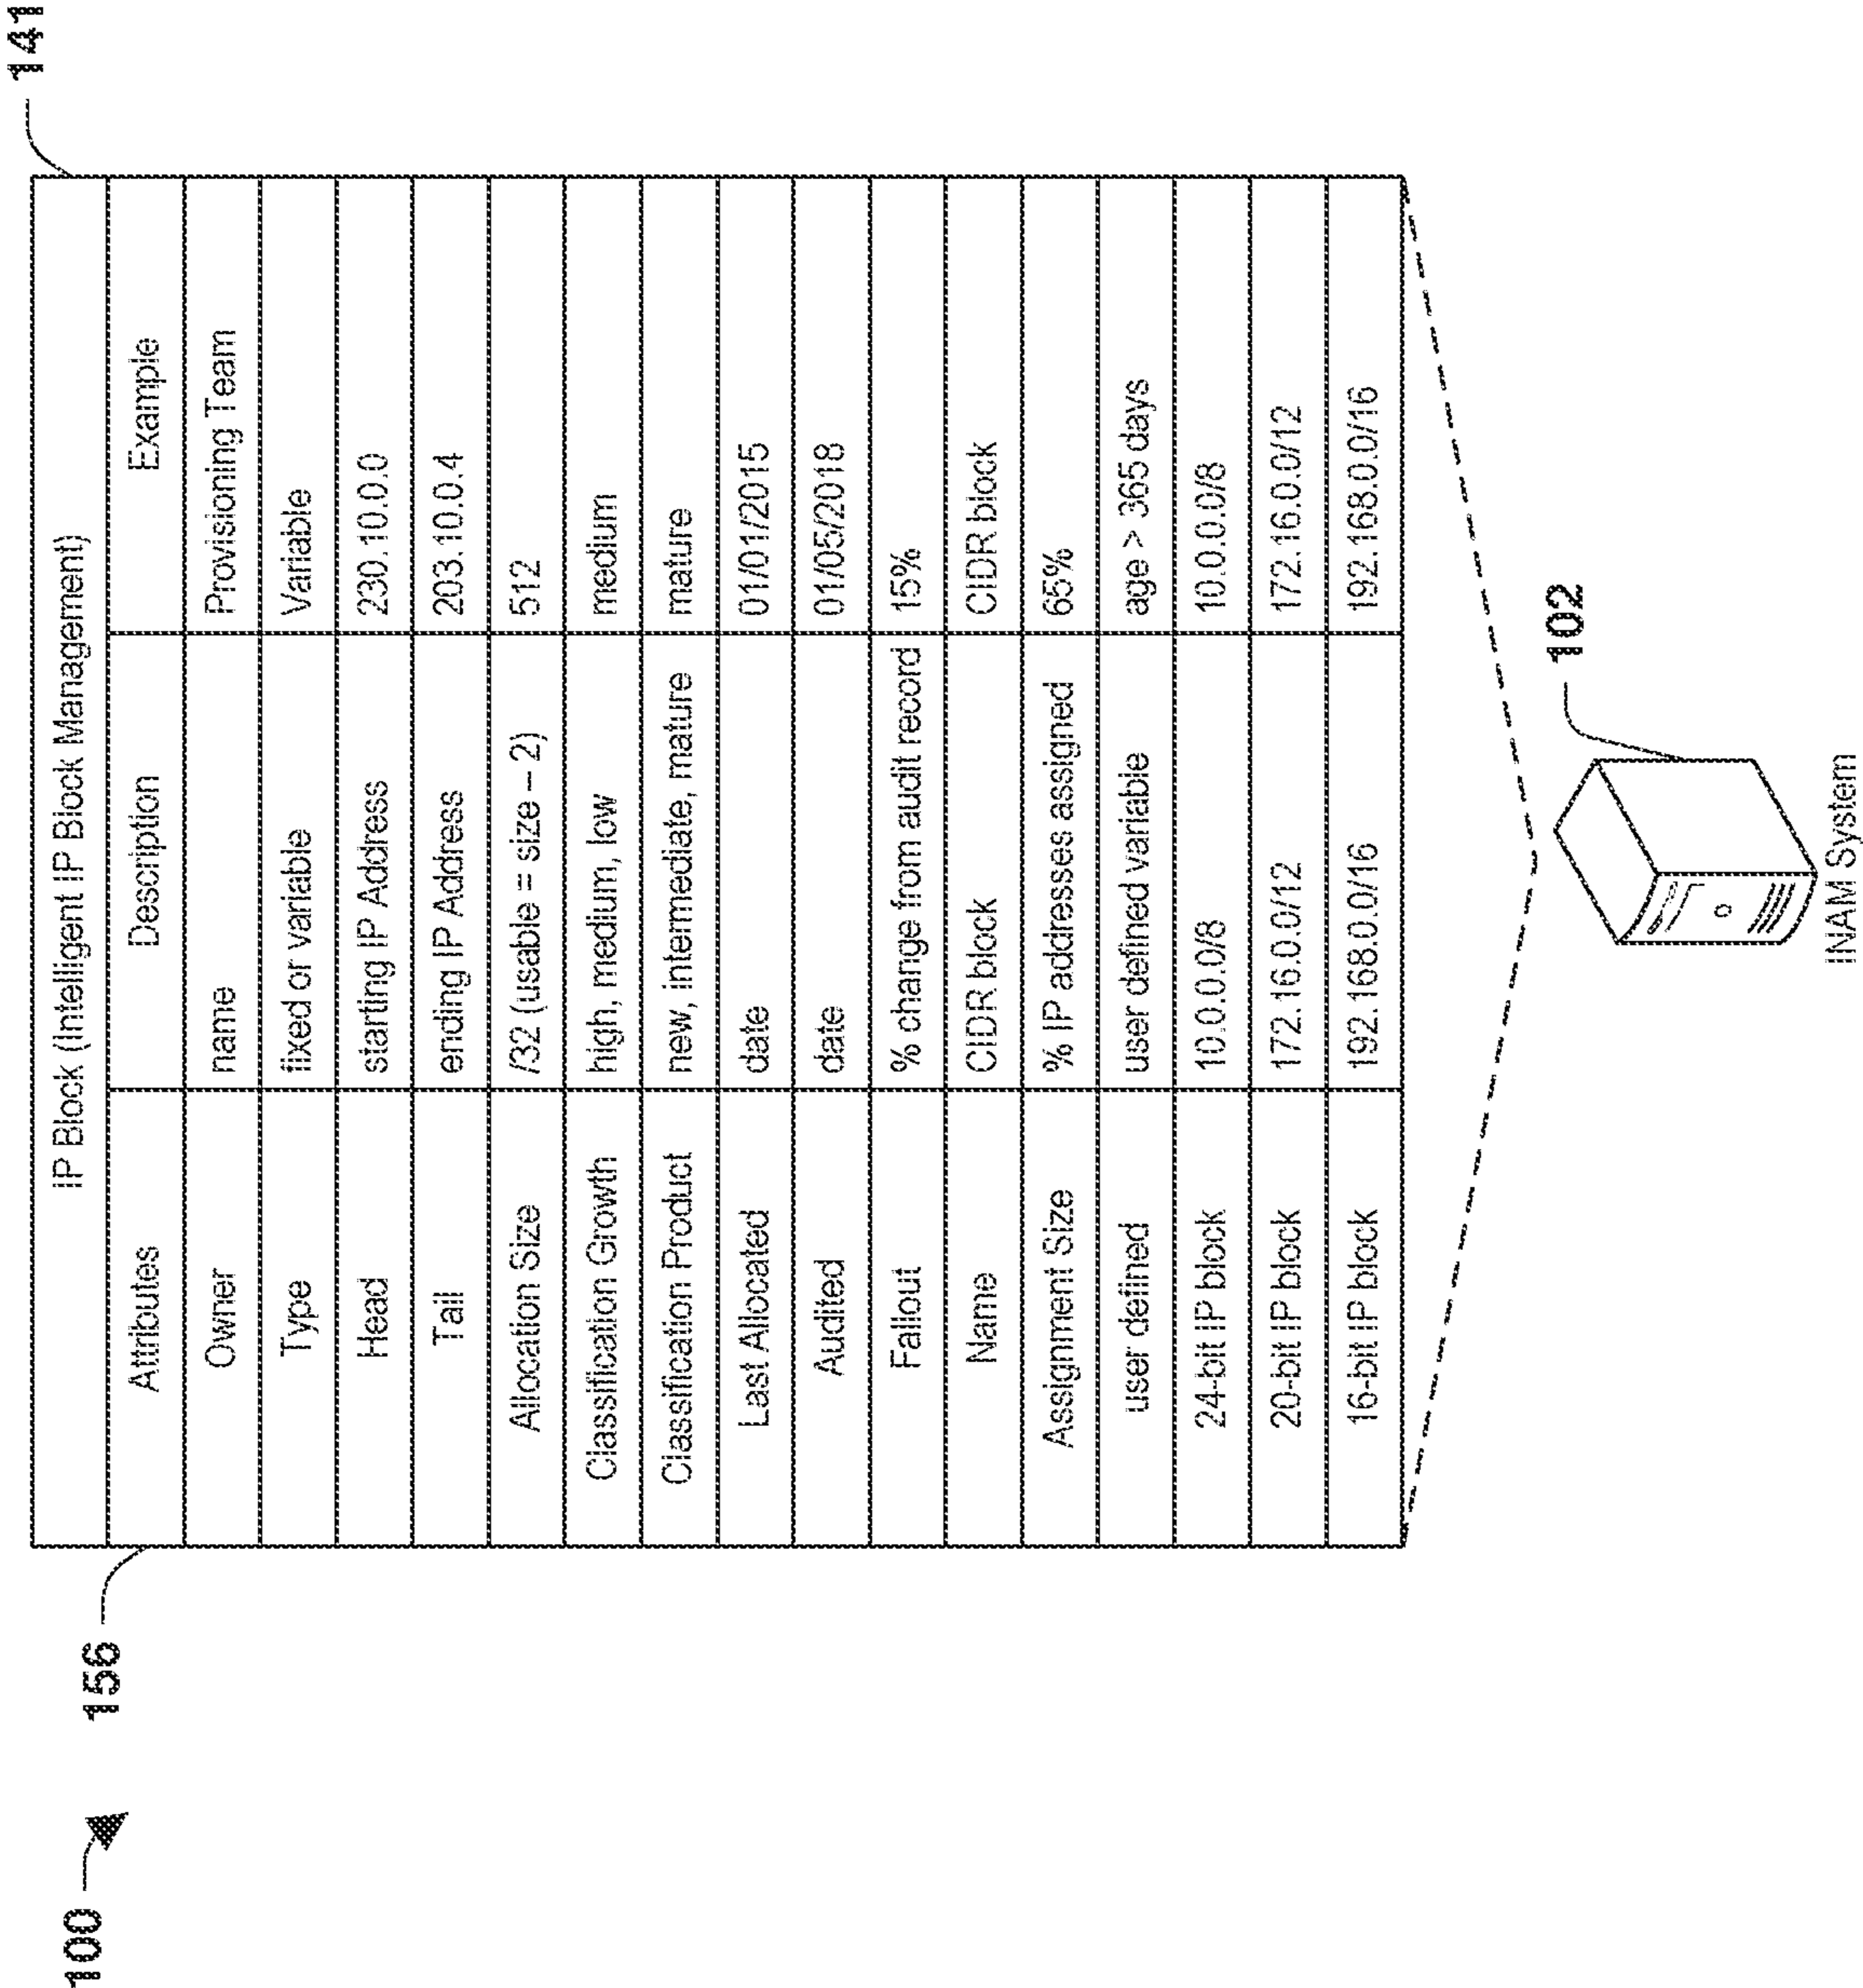 100
156
141
IP Block (Intelligent IP Block Management)
Attributes Description Example
Owner name Provisioning Team
Type fixed or variable Variable
Head starting IP Address 230.10.0.0
Tail ending IP Address 203.10.0.4
Allocation Size /32 (usable = size – 2) 512
Classification Growth high, medium, low medium
Classification Product new, intermediate, mature mature
Last Allocated date 01/01/2015
Audited date 01/05/2018
Fallout % change from audit record 15%
Name CIDR block CIDR block
Assignment Size % IP addresses assigned 65%
user defined user defined variable age > 365 days
24-bit IP block 10.0.0.0/8 10.0.0.0/8
20-bit IP block 172.16.0.0/12 172.16.0.0/12
16-bit IP block 192.168.0.0/16 192.168.0.0/16
102
INAM System